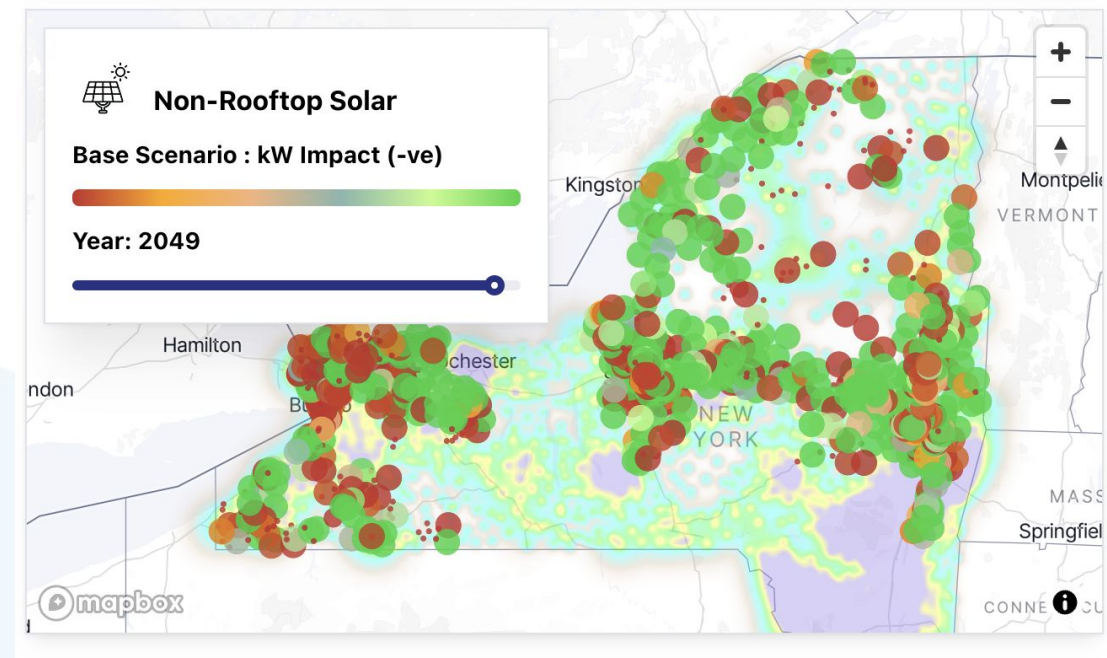 Non-Rooftop Solar
Base Scenario : kW Impact (-ve)
Year: 2049
Kingston
Montpelie
VERMONT
Hamilton
chester
ndon
NEW
YORK
MASS
Springfiel
CONNE
CU
mapbox